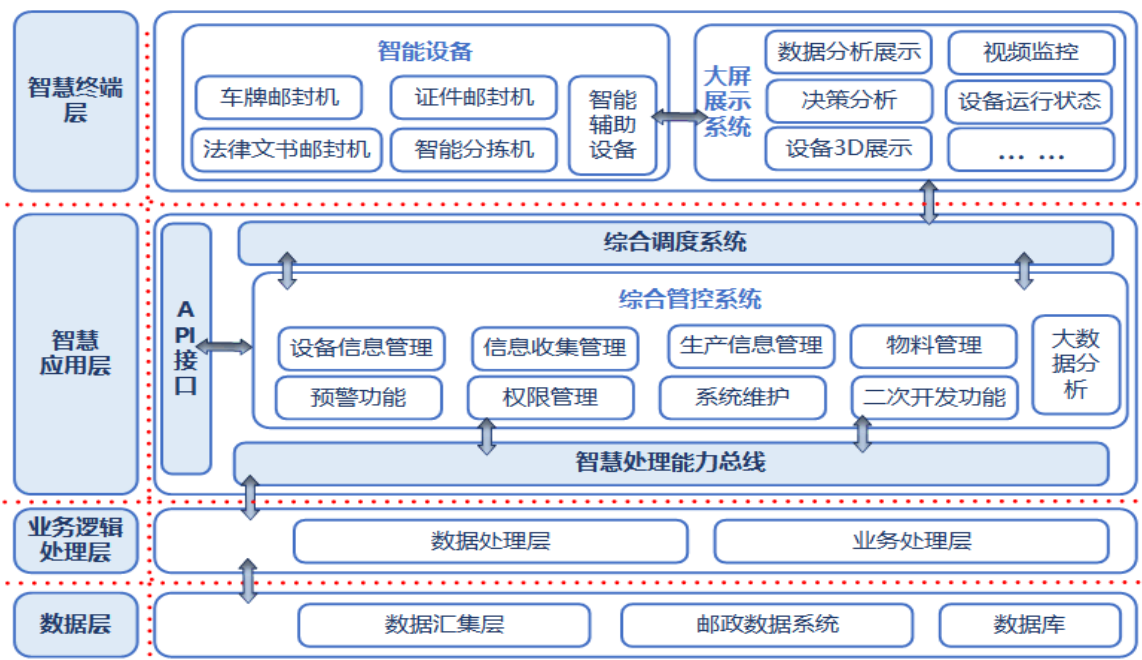 智慧终端
层
智能设备
车牌邮封机
证件邮封机
法律文书邮封机
智能分拣机
智能
辅助
设备
大屏
展示
系统
数据分析展示
视频监控
决策分析
设备运行状态
设备3D展示
... ...
智慧
应用层
A
PI
接
口
综合调度系统
综合管控系统
设备信息管理
信息收集管理
生产信息管理
物料管理
预警功能
权限管理
系统维护
二次开发功能
大数
据分
析
智慧处理能力总线
业务逻辑
处理层
数据处理层
业务处理层
数据层
数据汇集层
邮政数据系统
数据库